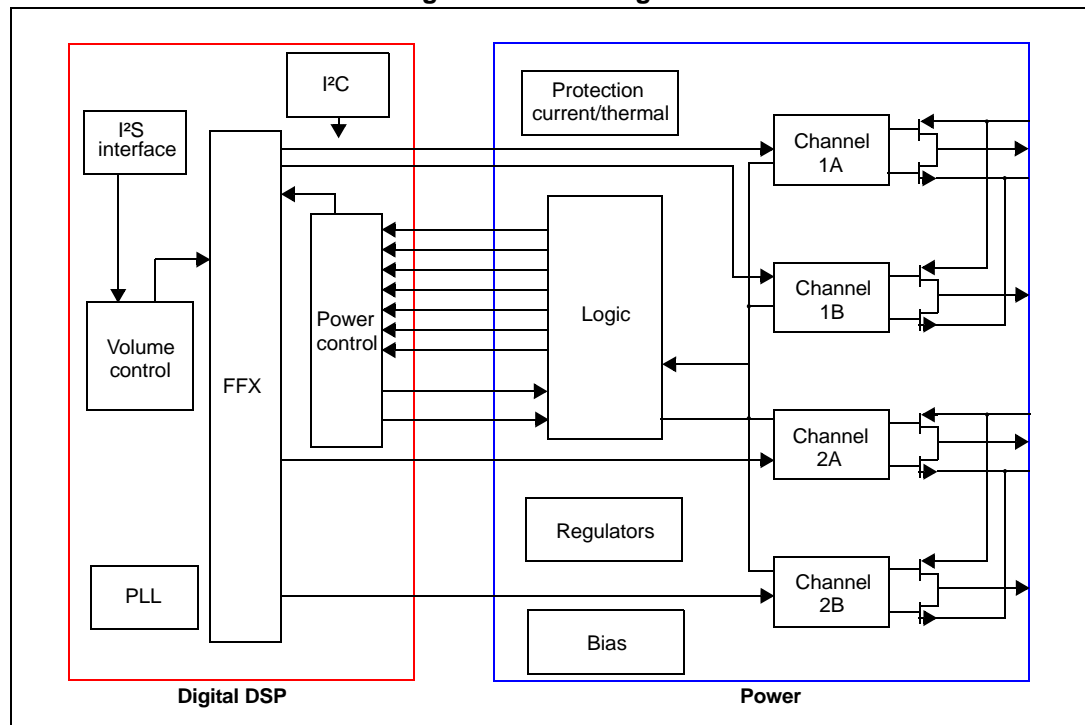 I²C
Protection
current/thermal
I²S
interface
Channel
1A
Channel
1B
Logic
Power
control
Volume
control
FFX
Channel
2A
Regulators
Channel
2B
PLL
Bias
Digital DSP
Power